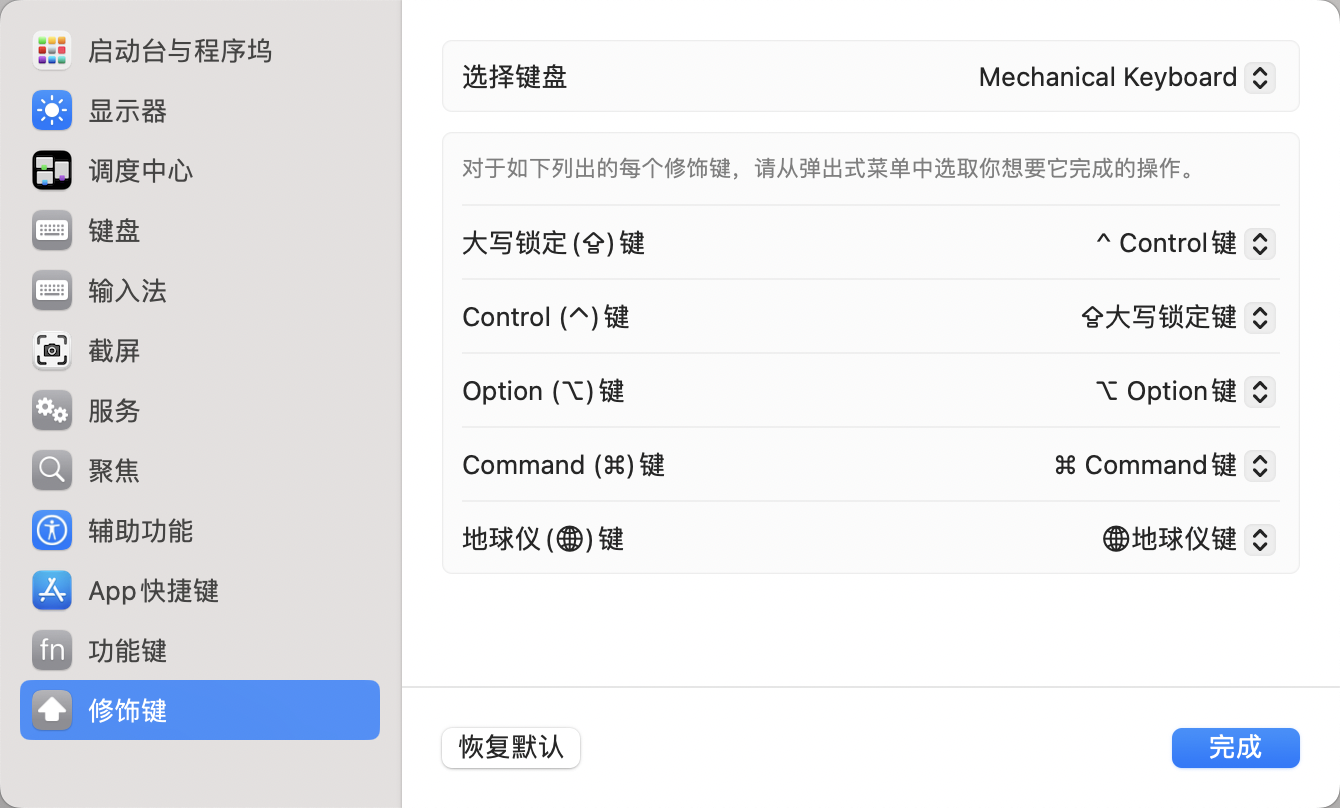 启动台与程序坞
显示器
调度中心
键盘
输入法
截屏
服务
聚焦
辅助功能
App快捷键
fn 功能键
修饰键
选择键盘 Mechanical Keyboard
对于如下列出的每个修饰键，请从弹出式菜单中选取你想要它完成的操作。
大写锁定(⇪)键 ^ Control键
Control (^)键 ⇪大写锁定键
Option (⌥)键 ⌥ Option键
Command (⌘)键 ⌘ Command键
地球仪(🌐)键 🌐地球仪键
恢复默认 完成